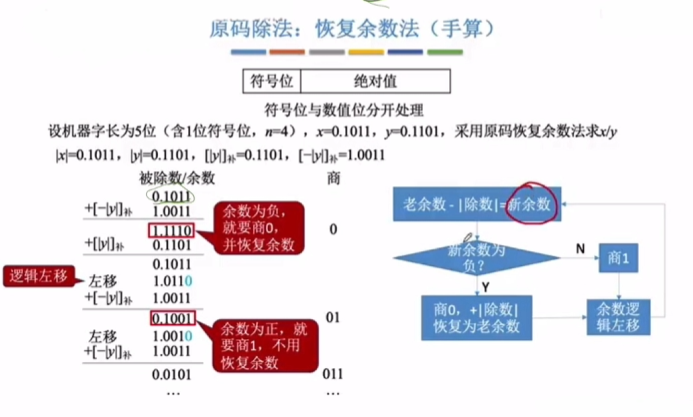 原码除法：恢复余数法（手算）
符号位 绝对值
符号位与数值位分开处理
设机器字长为5位（含1位符号位，n=4），x=0.1011，y=0.1101，采用原码恢复余数法求x/y
|x|=0.1011，|y|=0.1101，[|y|]补=0.1101，[−|y|]补=1.0011
被除数/余数 商
0.1011
+[−|y|]补 1.0011
1.1110 0
+[|y|]补 0.1101
0.1011
左移 1.0110
+[−|y|]补 1.0011
0.1001 01
左移 1.0010
+[−|y|]补 1.0011
0.0101 011
… …
余数为负，
就要商0，
并恢复余数
逻辑左移
余数为正，就
要商1，不用
恢复余数
老余数 - |除数|=新余数
新余数为
负？
N
商1
Y
商0，+|除数|
恢复为老余数
余数逻
辑左移